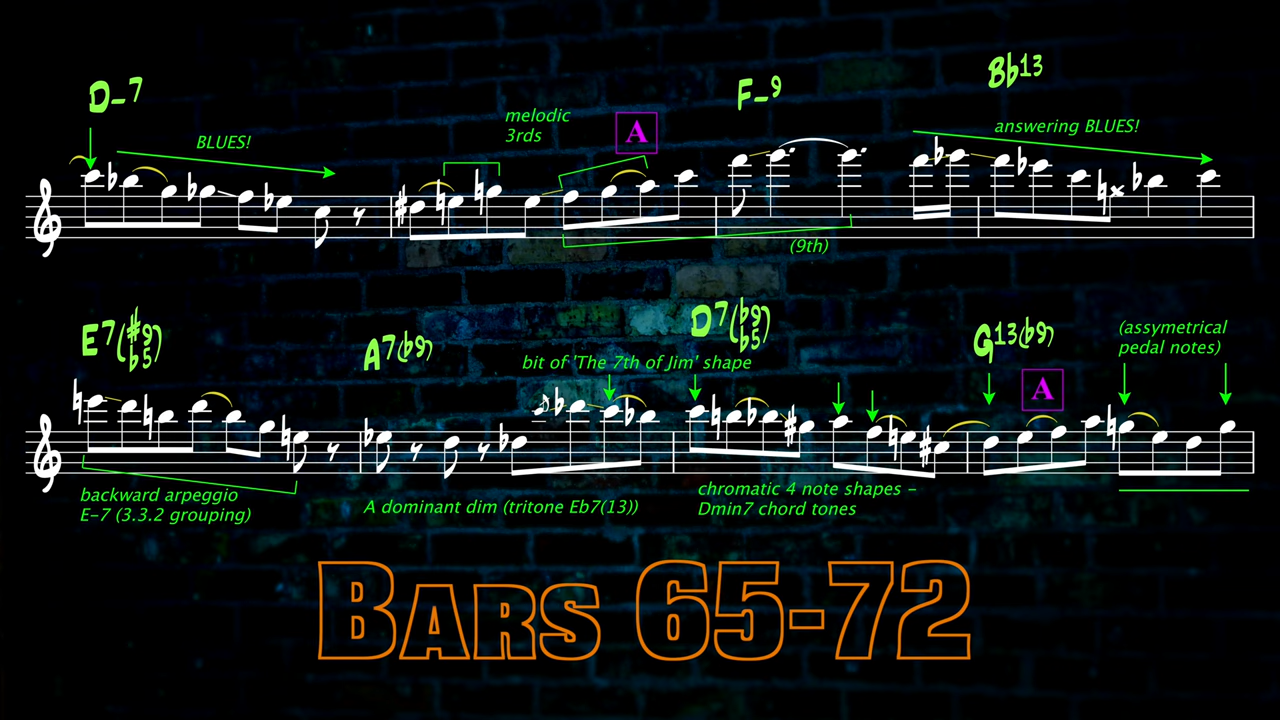 D-7
BLUES!
melodic
3rds
A
F-9
Bb13
answering BLUES!
(9th)
E7(#9 b5)
A7(b9)
bit of 'The 7th of Jim' shape
D7(b9 b5)
G13(b9)
A
(assymetrical
pedal notes)
backward arpeggio
E-7 (3.3.2 grouping)
A dominant dim (tritone Eb7(13))
chromatic 4 note shapes -
Dmin7 chord tones
BARS 65-72